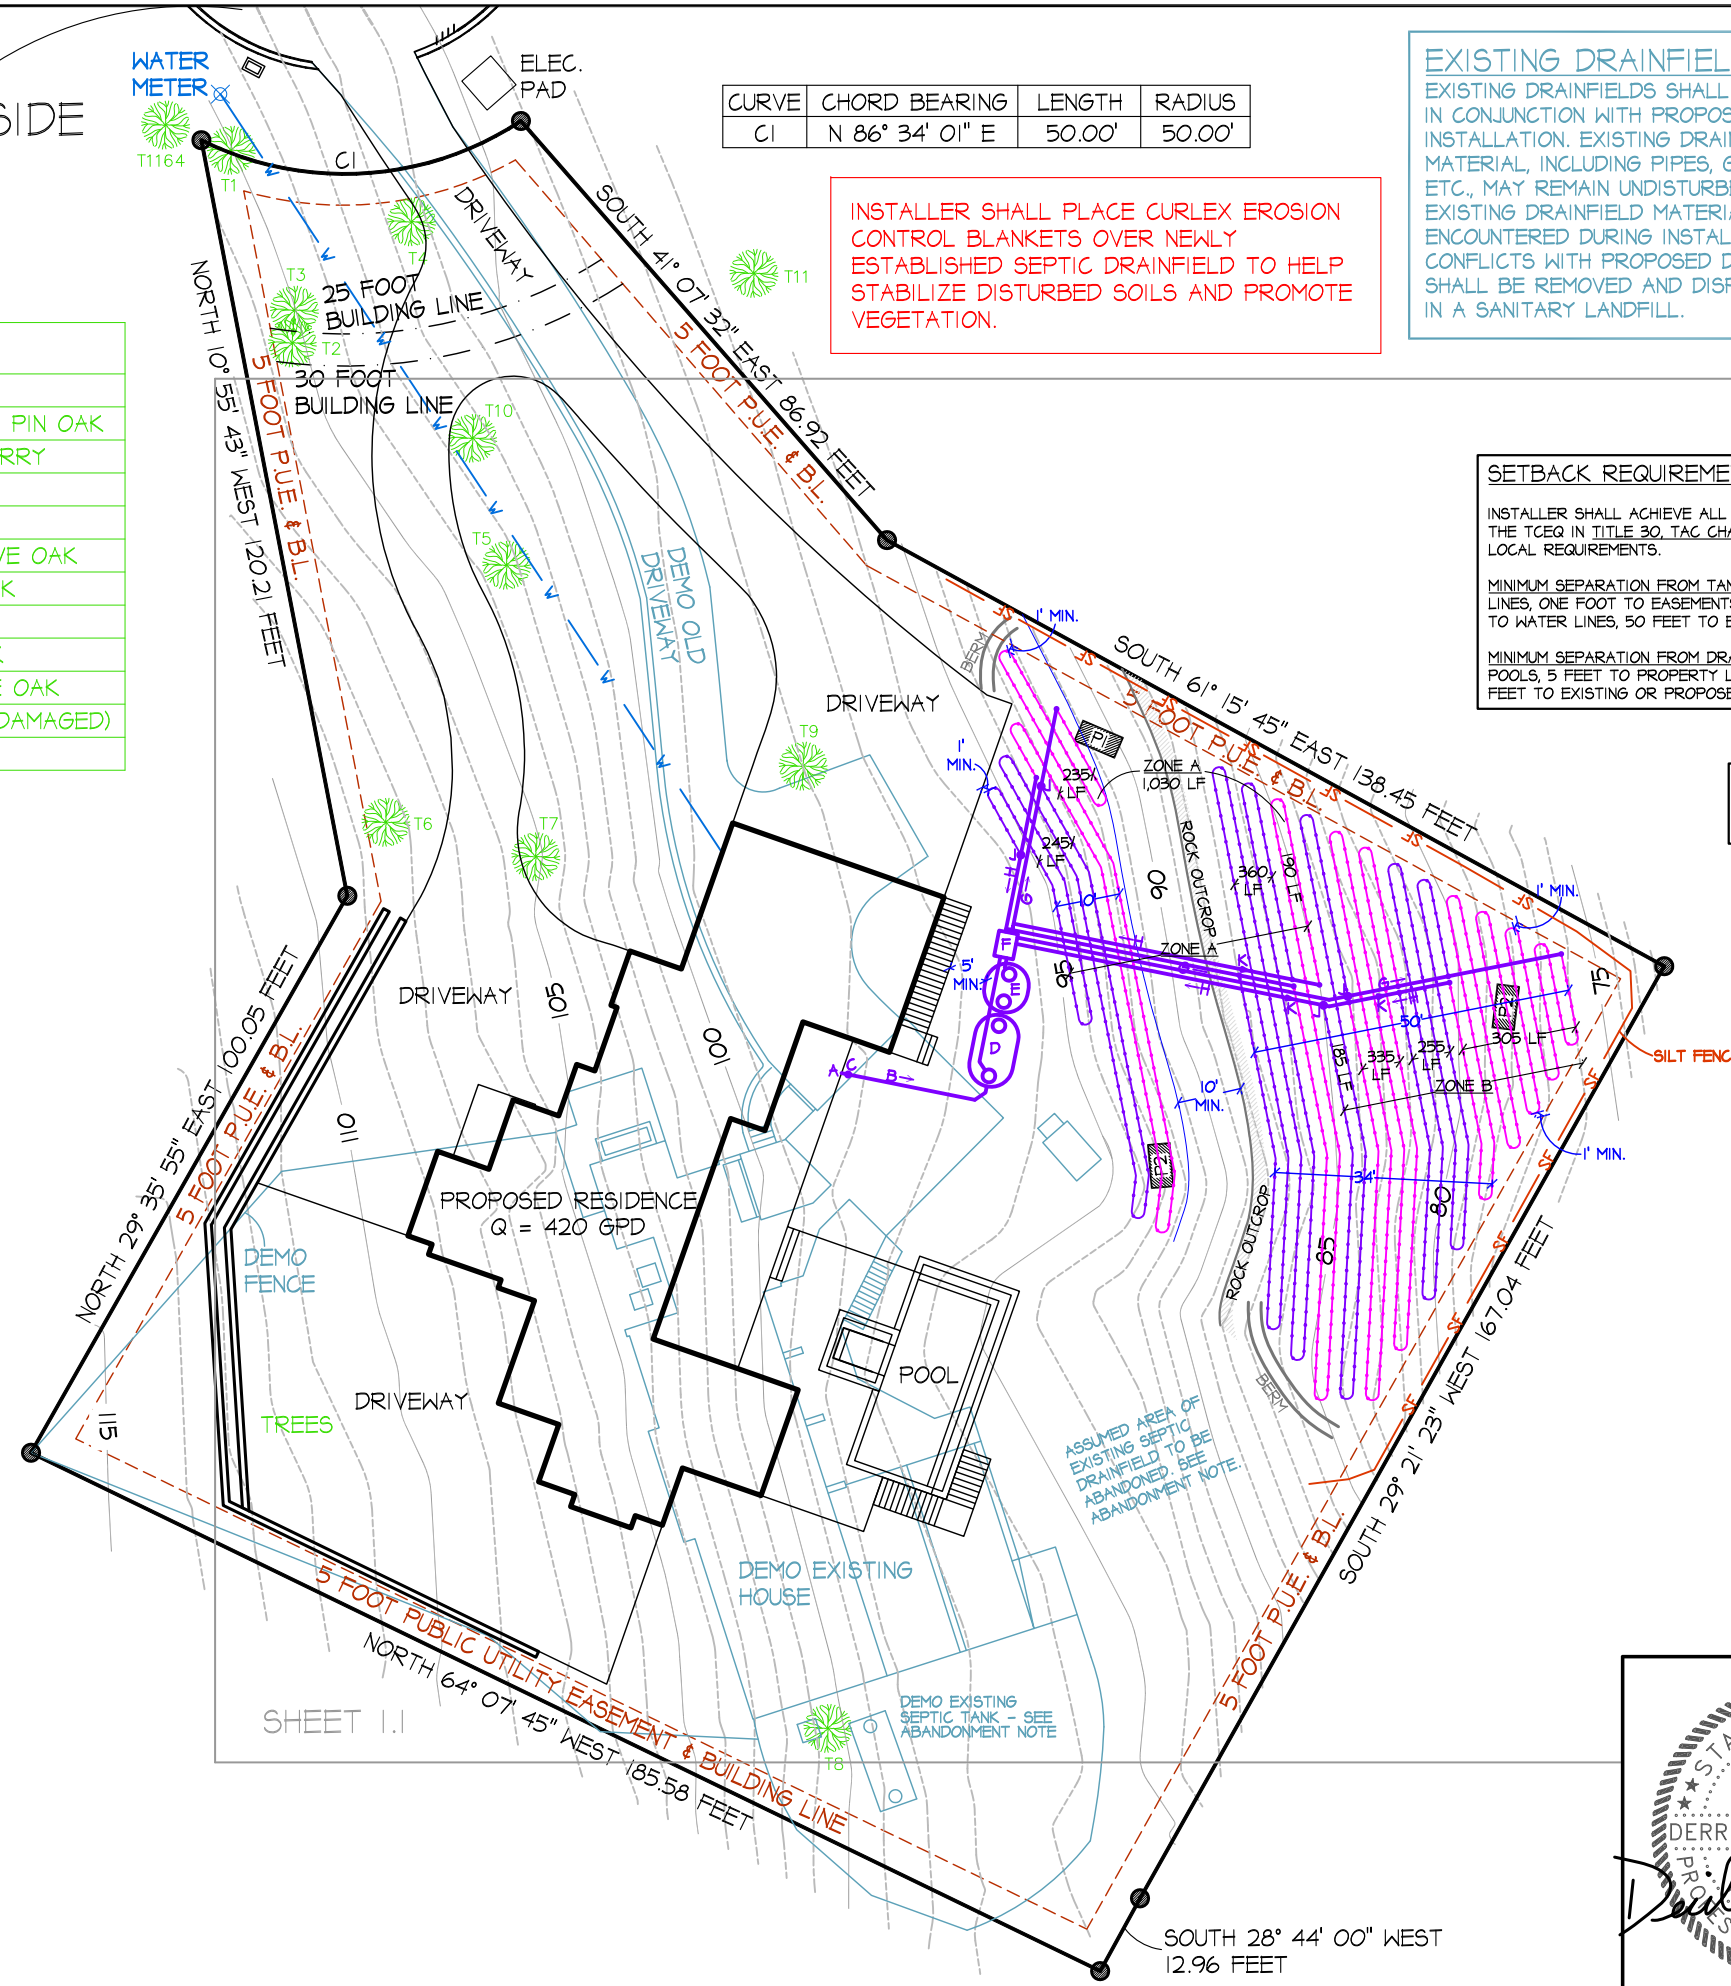 SIDE
WATER
METER
T1164
T1
C1
ELEC.
PAD
CURVE CHORD BEARING LENGTH RADIUS
C1 N 86° 34' 01" E 50.00' 50.00'
EXISTING DRAINFIEL
EXISTING DRAINFIELDS SHALL
IN CONJUNCTION WITH PROPOS
INSTALLATION. EXISTING DRAI
MATERIAL, INCLUDING PIPES, G
ETC., MAY REMAIN UNDISTURB
EXISTING DRAINFIELD MATERI
ENCOUNTERED DURING INSTAL
CONFLICTS WITH PROPOSED D
SHALL BE REMOVED AND DISP
IN A SANITARY LANDFILL.
INSTALLER SHALL PLACE CURLEX EROSION
CONTROL BLANKETS OVER NEWLY
ESTABLISHED SEPTIC DRAINFIELD TO HELP
STABILIZE DISTURBED SOILS AND PROMOTE
VEGETATION.
DRIVEWAY
SOUTH 41° 07' 32" EAST 86.92 FEET
5 FOOT P.U.E. & B.L.
T4
T11
T3
T2
25 FOOT
BUILDING LINE
30 FOOT
BUILDING LINE
NORTH 10° 55' 43" WEST 120.21 FEET
5 FOOT P.U.E. & B.L.
PIN OAK
RRY
VE OAK
K
K
E OAK
DAMAGED)
T10
T5
W
W
W
W
W
W
W
W
DEMO OLD
DRIVEWAY
SETBACK REQUIREME
INSTALLER SHALL ACHIEVE ALL
THE TCEQ IN TITLE 30, TAC CHA
LOCAL REQUIREMENTS.
MINIMUM SEPARATION FROM TAN
LINES, ONE FOOT TO EASEMENT
TO WATER LINES, 50 FEET TO E
MINIMUM SEPARATION FROM DRA
POOLS, 5 FEET TO PROPERTY L
FEET TO EXISTING OR PROPOSE
BERM
1' MIN.
SOUTH 61° 15' 45" EAST 138.45 FEET
5 FOOT P.U.E. & B.L.
SF
SF
SF
SF
SF
SF
SF
DRIVEWAY
T9
1'
MIN.
P1
235
LF
ZONE A
1,030 LF
T6
T7
245
LF
ROCK OUTCROP
90
360
LF
190 LF
1' MIN.
10'
ZONE A
H
G
F
E
D
5'
MIN.
95
75
P2
50'
305 LF
SILT FENC
DRIVEWAY
105
100
110
A
C
B
185 LF
335
LF
255
LF
ZONE B
10'
MIN.
1' MIN.
34'
80
85
ROCK OUTCROP
NORTH 29° 35' 55" EAST 100.05 FEET
5 FOOT P.U.E. & B.L.
PROPOSED RESIDENCE
Q = 420 GPD
DEMO
FENCE
POOL
BERM
SF
SF
SF
SF
SF
DRIVEWAY
TREES
115
ASSUMED AREA OF
EXISTING SEPTIC
DRAINFIELD TO BE
ABANDONED. SEE
ABANDONMENT NOTE.
SOUTH 29° 21' 23" WEST 167.04 FEET
5 FOOT P.U.E. & B.L.
DEMO EXISTING
HOUSE
5 FOOT PUBLIC UTILITY EASEMENT & BUILDING LINE
NORTH 64° 07' 45" WEST 185.58 FEET
DEMO EXISTING
SEPTIC TANK - SEE
ABANDONMENT NOTE
T8
SHEET 1.1
SOUTH 28° 44' 00" WEST
12.96 FEET
STA
DERR
PRO